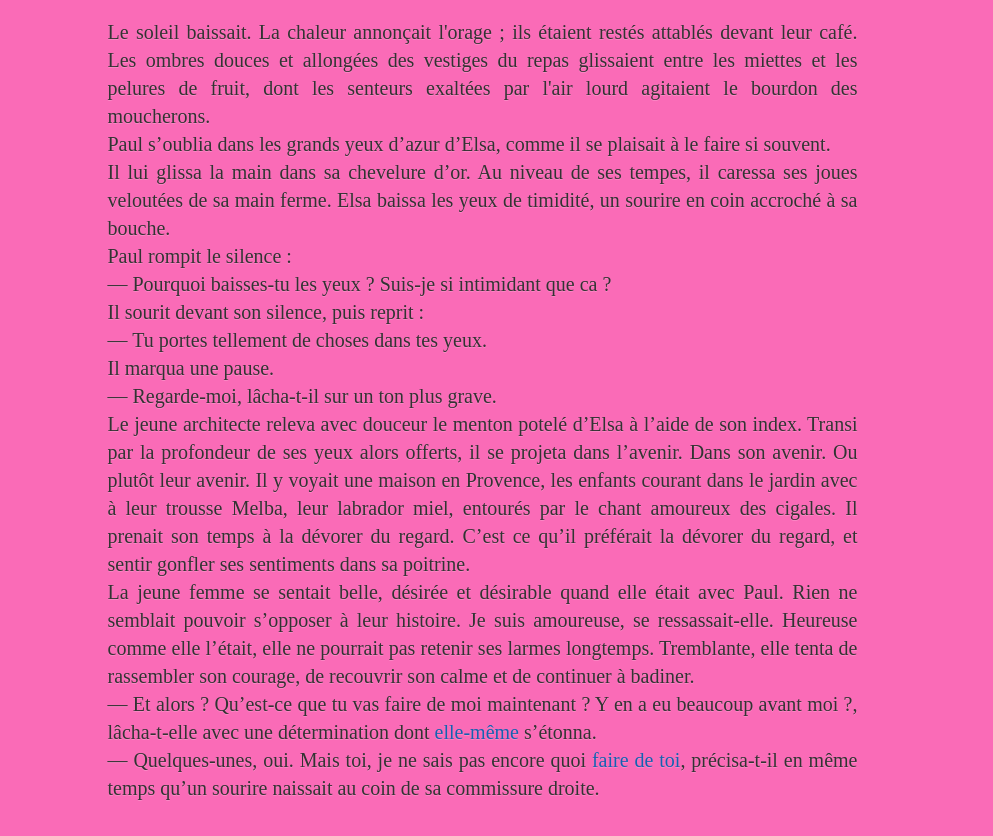 Le soleil baissait. La chaleur annonçait l'orage ; ils étaient restés attablés devant leur café.
Les ombres douces et allongées des vestiges du repas glissaient entre les miettes et les
pelures de fruit, dont les senteurs exaltées par l'air lourd agitaient le bourdon des
moucherons.
Paul s’oublia dans les grands yeux d’azur d’Elsa, comme il se plaisait à le faire si souvent.
Il lui glissa la main dans sa chevelure d’or. Au niveau de ses tempes, il caressa ses joues
veloutées de sa main ferme. Elsa baissa les yeux de timidité, un sourire en coin accroché à sa
bouche.
Paul rompit le silence :
— Pourquoi baisses-tu les yeux ? Suis-je si intimidant que ca ?
Il sourit devant son silence, puis reprit :
— Tu portes tellement de choses dans tes yeux.
Il marqua une pause.
— Regarde-moi, lâcha-t-il sur un ton plus grave.
Le jeune architecte releva avec douceur le menton potelé d’Elsa à l’aide de son index. Transi
par la profondeur de ses yeux alors offerts, il se projeta dans l’avenir. Dans son avenir. Ou
plutôt leur avenir. Il y voyait une maison en Provence, les enfants courant dans le jardin avec
à leur trousse Melba, leur labrador miel, entourés par le chant amoureux des cigales. Il
prenait son temps à la dévorer du regard. C’est ce qu’il préférait la dévorer du regard, et
sentir gonfler ses sentiments dans sa poitrine.
La jeune femme se sentait belle, désirée et désirable quand elle était avec Paul. Rien ne
semblait pouvoir s’opposer à leur histoire. Je suis amoureuse, se ressassait-elle. Heureuse
comme elle l’était, elle ne pourrait pas retenir ses larmes longtemps. Tremblante, elle tenta de
rassembler son courage, de recouvrir son calme et de continuer à badiner.
— Et alors ? Qu’est-ce que tu vas faire de moi maintenant ? Y en a eu beaucoup avant moi ?,
lâcha-t-elle avec une détermination dont elle-même s’étonna.
— Quelques-unes, oui. Mais toi, je ne sais pas encore quoi faire de toi, précisa-t-il en même
temps qu’un sourire naissait au coin de sa commissure droite.